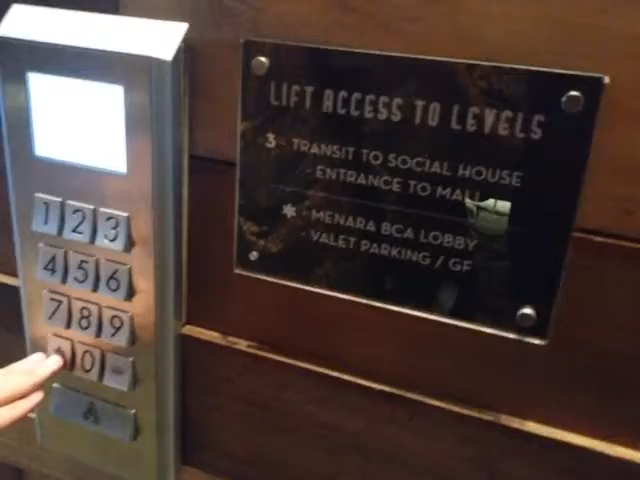 LIFT ACCESS TO LEVELS
3 - TRANSIT TO SOCIAL HOUSE
- ENTRANCE TO MALL
* - MENARA BCA LOBBY
- VALET PARKING / GF
1 2 3
4 5 6
7 8 9
0